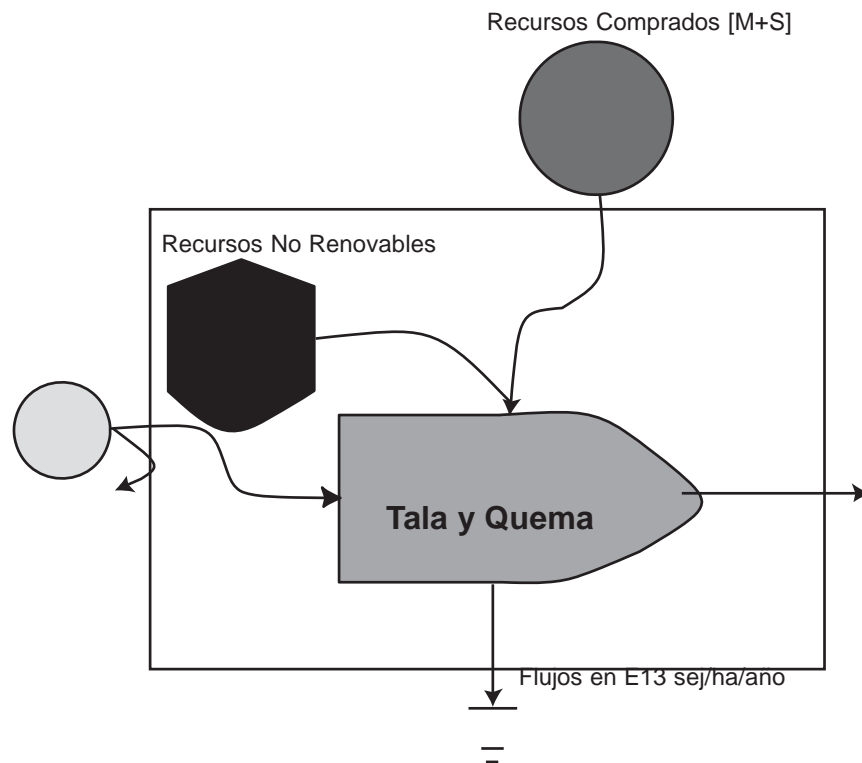 Recursos Comprados [M+S]
Recursos No Renovables
Tala y Quema
Flujos en E13 sej/ha/año